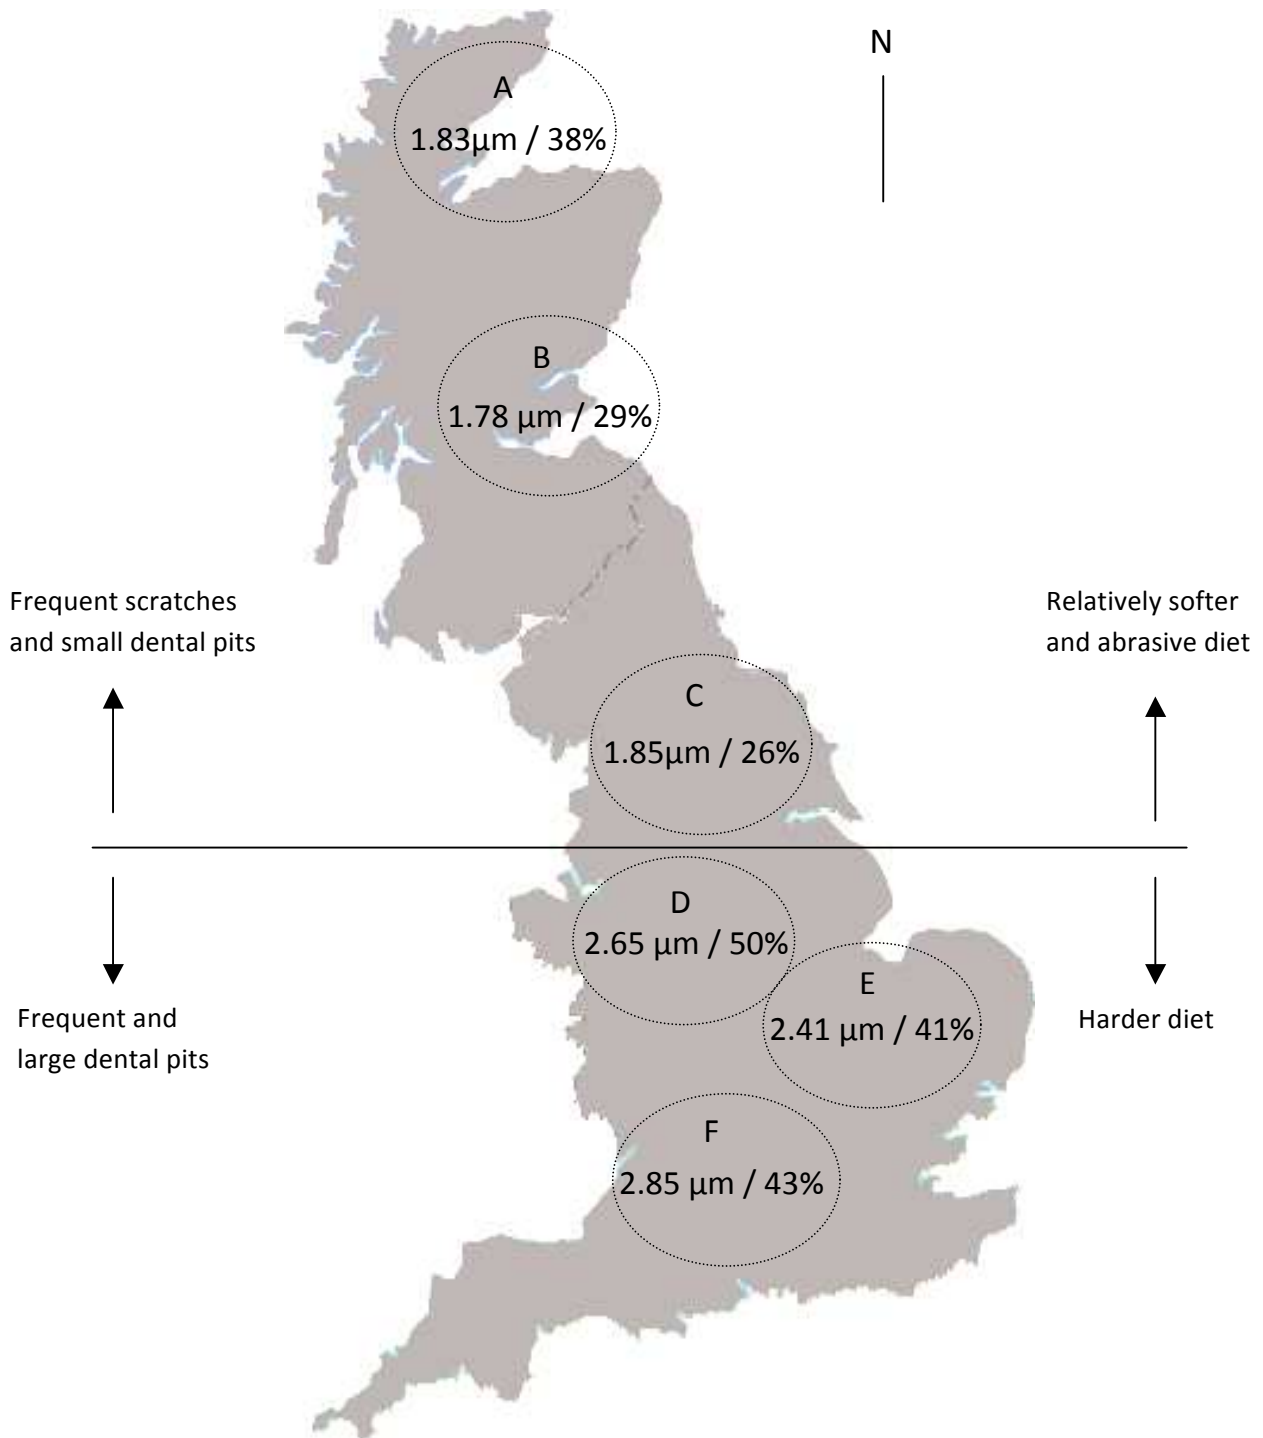 N
A
1.83µm / 38%
B
1.78 µm / 29%
Frequent scratches
and small dental pits
Relatively softer
and abrasive diet
C
1.85µm / 26%
D
2.65 µm / 50%
E
2.41 µm / 41%
Frequent and
large dental pits
Harder diet
F
2.85 µm / 43%